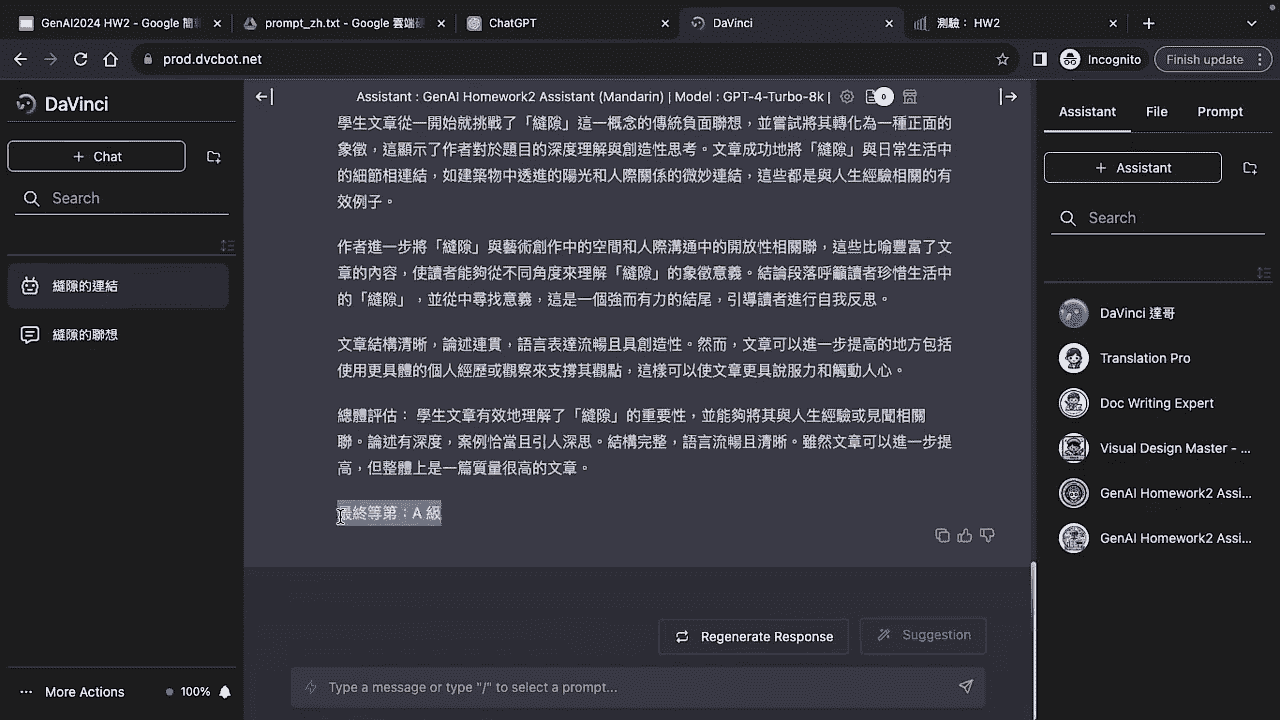 GenAI2024 HW2 - Google 簡
prompt_zh.txt - Google 雲端
ChatGPT
DaVinci
測驗： HW2
prod.dvcbot.net
Incognito
Finish update
DaVinci
Chat
Search
縫隙的連結
縫隙的聯想
More Actions
100%
Assistant : GenAI Homework2 Assistant (Mandarin) | Model : GPT-4-Turbo-8k |
0
學生文章從一開始就挑戰了「縫隙」這一概念的傳統負面聯想，並嘗試將其轉化為一種正面的
象徵，這顯示了作者對於題目的深度理解與創造性思考。文章成功地將「縫隙」與日常生活中
的細節相連結，如建築物中透進的陽光和人際關係的微妙連結，這些都是與人生經驗相關的有
效例子。
作者進一步將「縫隙」與藝術創作中的空間和人際溝通中的開放性相關聯，這些比喻豐富了文
章的內容，使讀者能夠從不同角度來理解「縫隙」的象徵意義。結論段落呼籲讀者珍惜生活中
的「縫隙」，並從中尋找意義，這是一個強而有力的結尾，引導讀者進行自我反思。
文章結構清晰，論述連貫，語言表達流暢且具創造性。然而，文章可以進一步提高的地方包括
使用更具體的個人經歷或觀察來支撐其觀點，這樣可以使文章更具說服力和觸動人心。
總體評估： 學生文章有效地理解了「縫隙」的重要性，並能夠將其與人生經驗或見聞相關
聯。論述有深度，案例恰當且引人深思。結構完整，語言流暢且清晰。雖然文章可以進一步提
高，但整體上是一篇質量很高的文章。
最終等第：A 級
Regenerate Response
Suggestion
Type a message or type "/" to select a prompt...
Assistant
File
Prompt
Assistant
Search
DaVinci 達哥
Translation Pro
Doc Writing Expert
Visual Design Master - ...
GenAI Homework2 Assi...
GenAI Homework2 Assi...